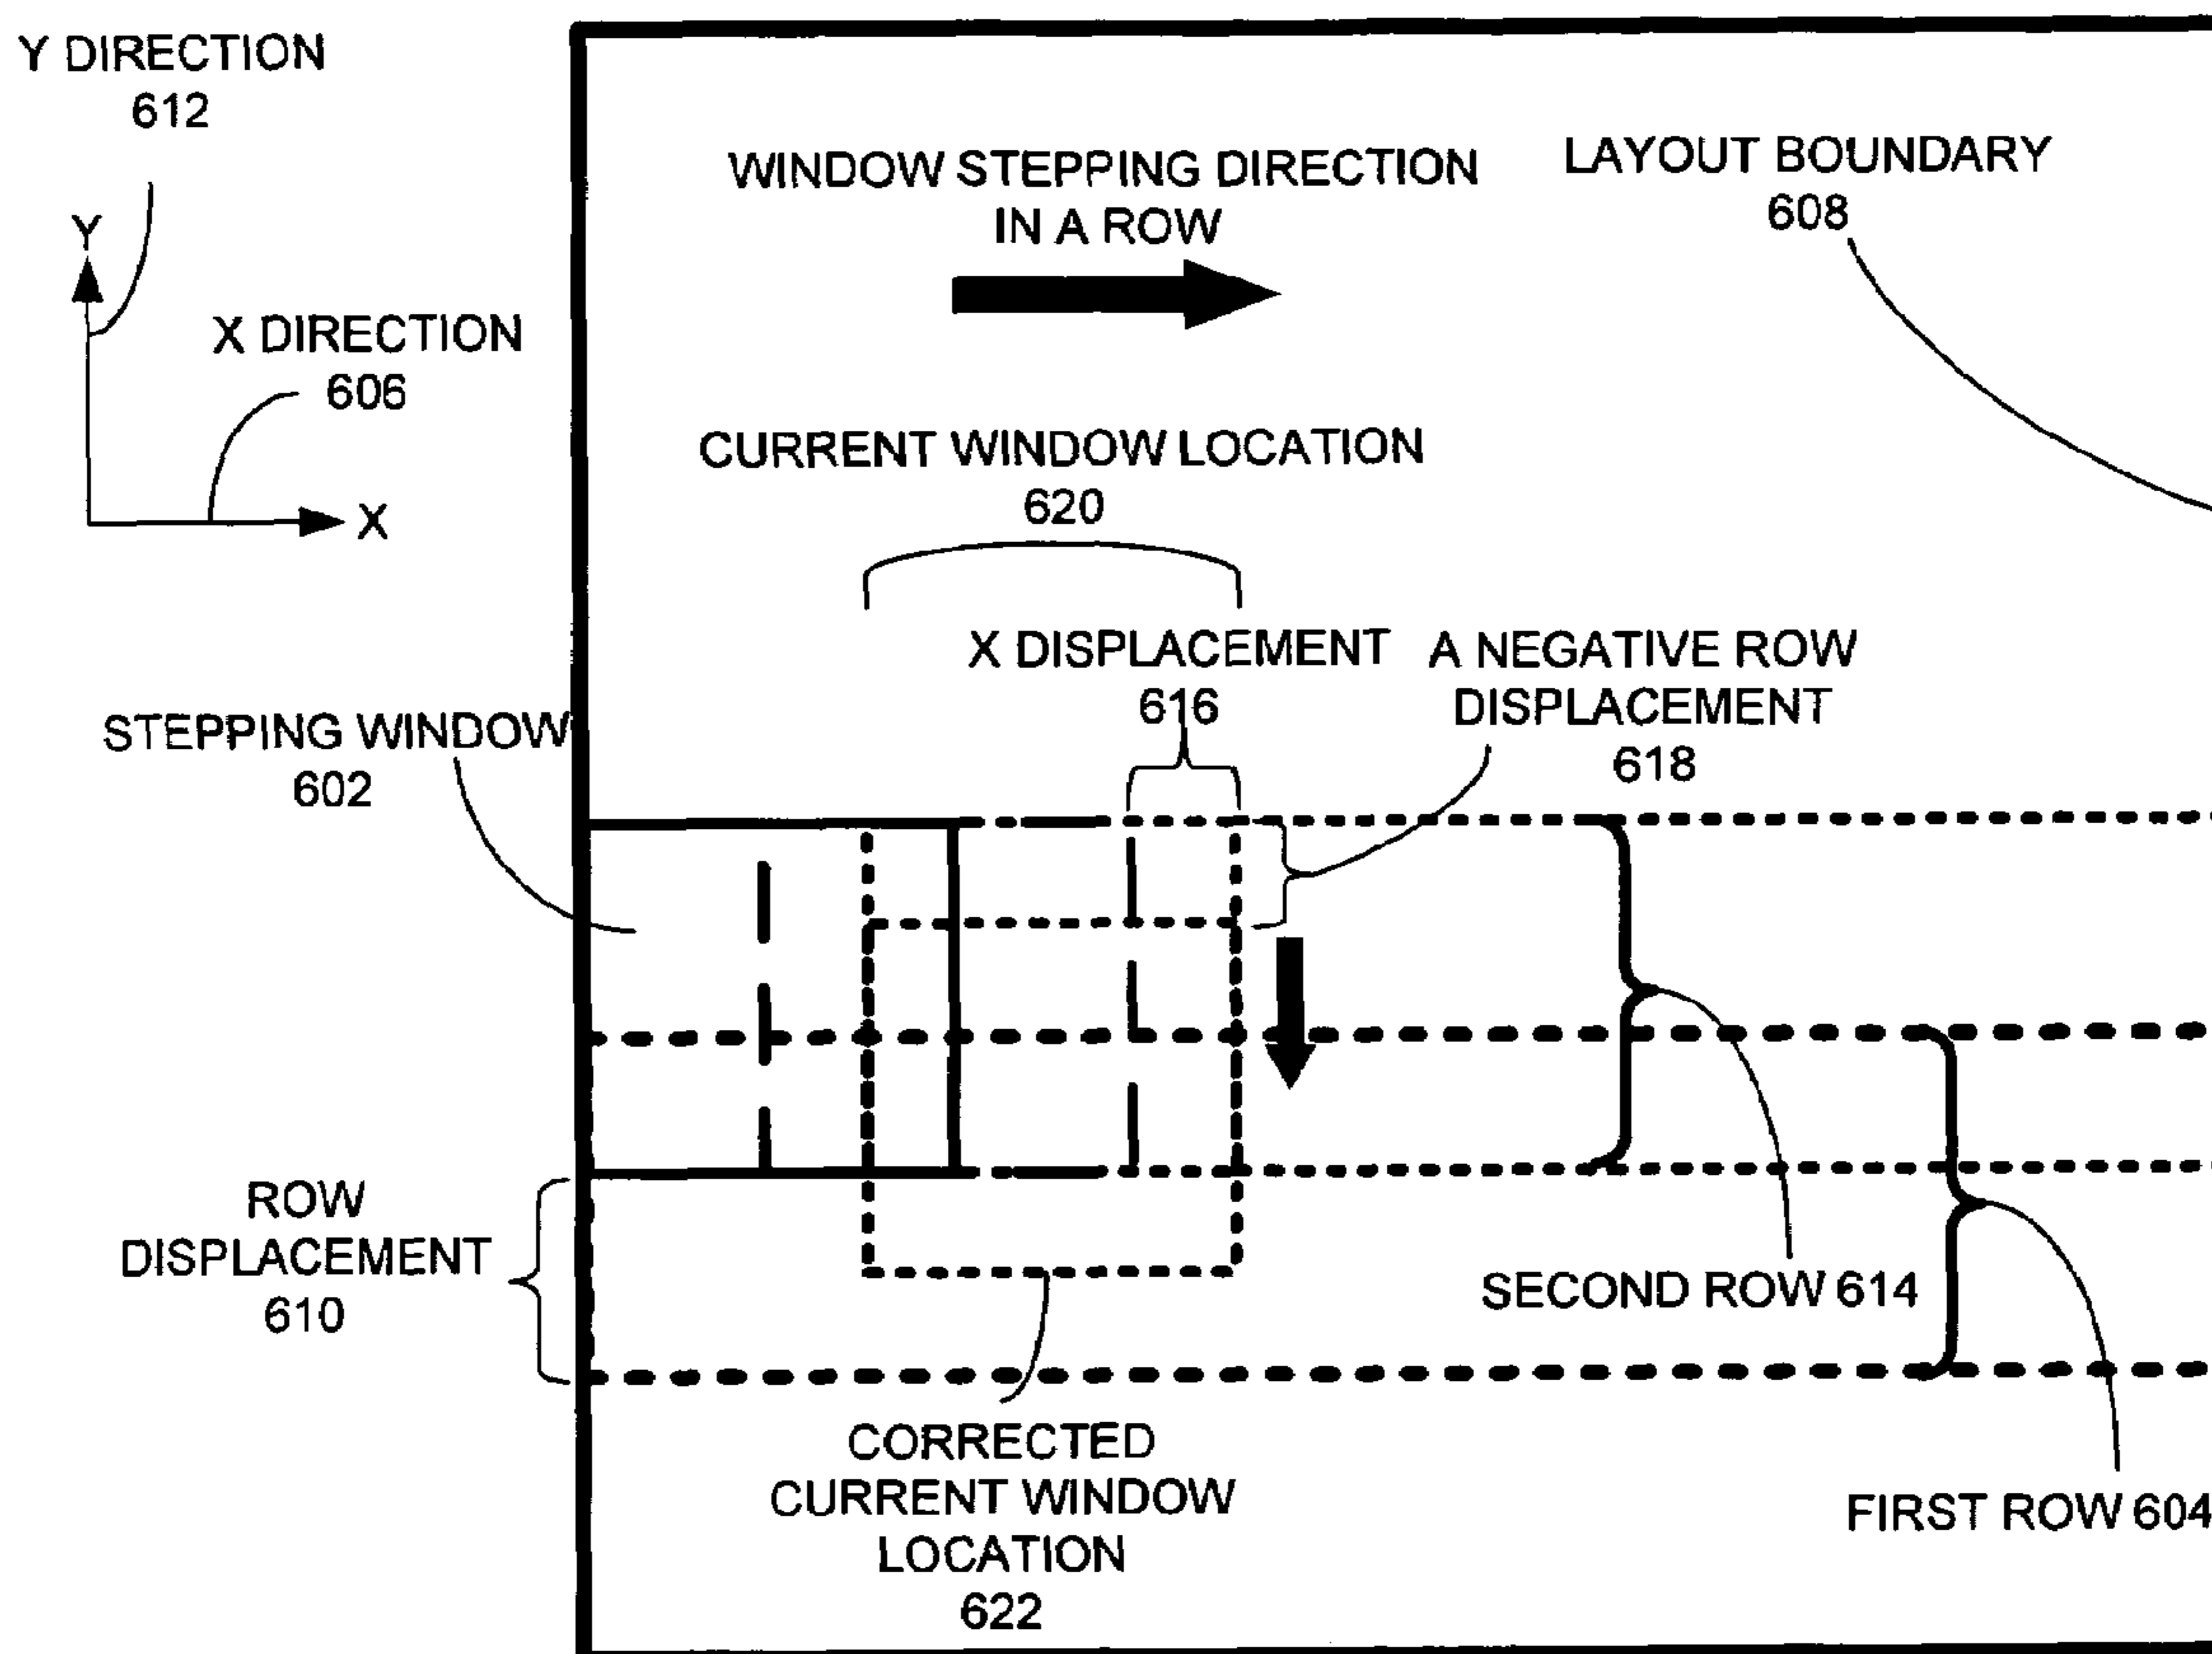 Y DIRECTION
612
Y
X DIRECTION
606
X
WINDOW STEPPING DIRECTION
IN A ROW
LAYOUT BOUNDARY
608
CURRENT WINDOW LOCATION
620
X DISPLACEMENT
616
A NEGATIVE ROW
DISPLACEMENT
618
STEPPING WINDOW
602
ROW
DISPLACEMENT
610
SECOND ROW 614
CORRECTED
CURRENT WINDOW
LOCATION
622
FIRST ROW 604